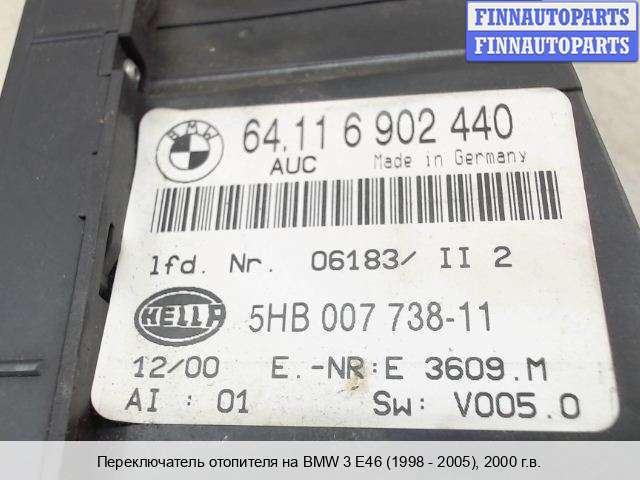 FINNAUTOPARTS
FINNAUTOPARTS
BMW
64.11 6 902 440
AUC Made in Germany
lfd. Nr. 06183/ II 2
HELLA 5HB 007 738-11
12/00 E.-NR:E 3609.M
AI : 01 Sw: V005.0
Переключатель отопителя на BMW 3 E46 (1998 - 2005), 2000 г.в.